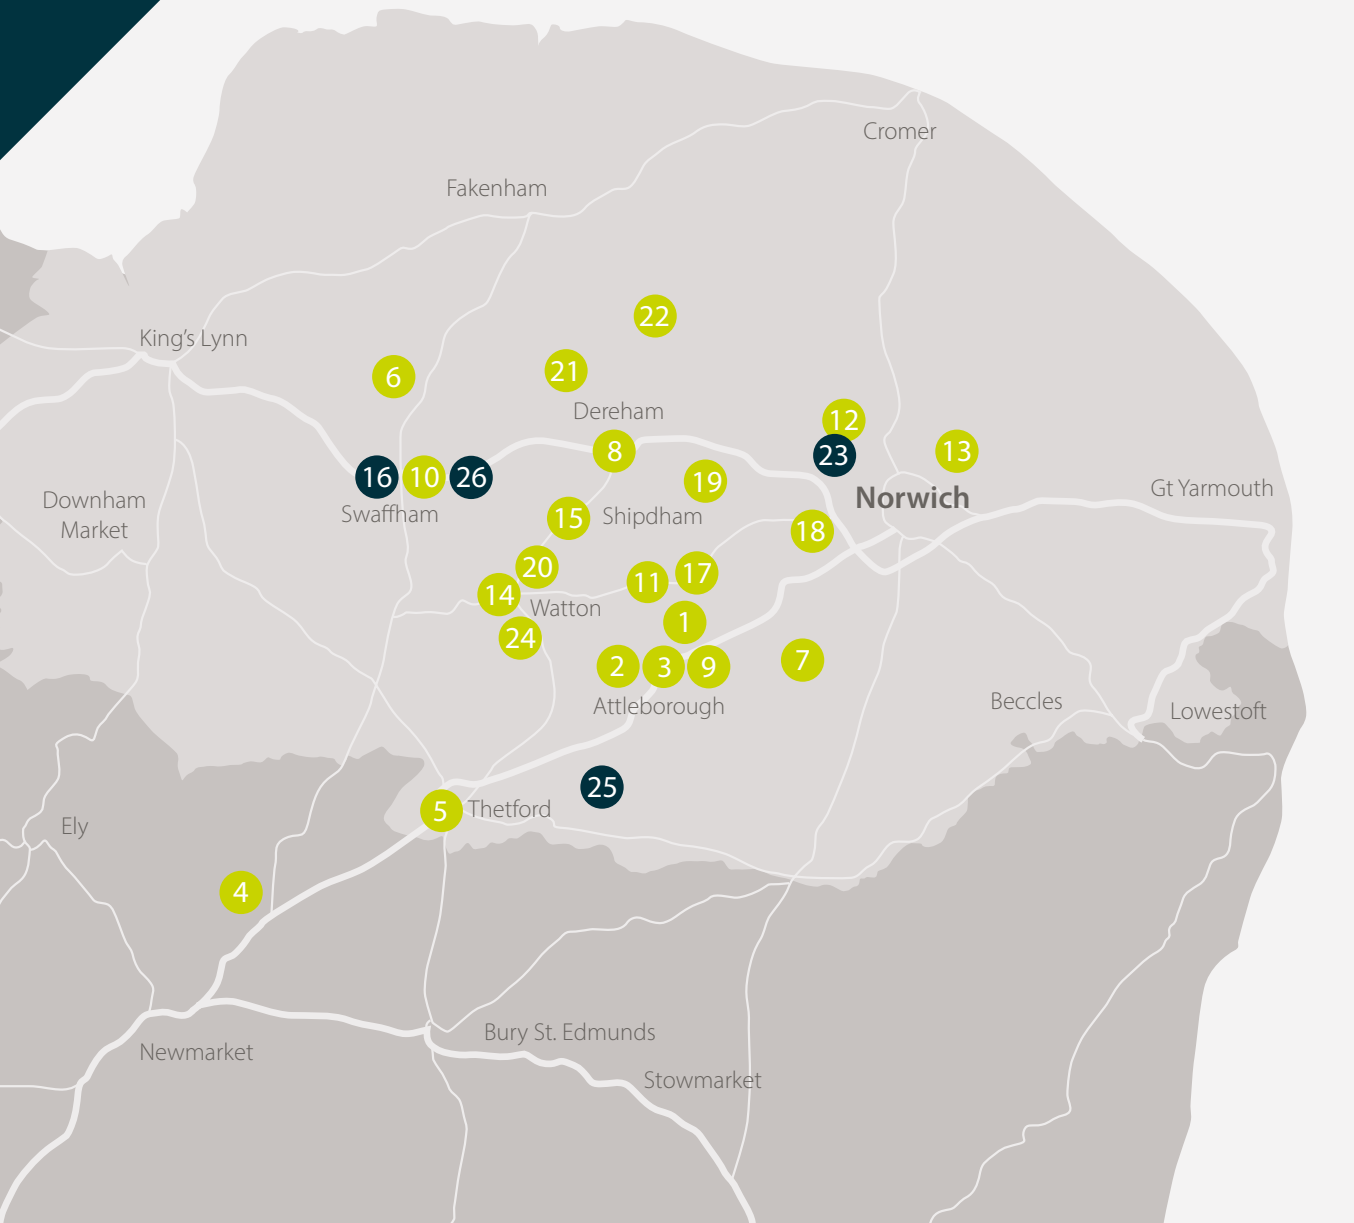 Cromer
Fakenham
22
King's Lynn
6
21
Dereham
12
8
23
13
16
10
26
19
Gt Yarmouth
Downham
Market
Norwich
Swaffham
15
Shipdham
18
20
11
17
14
Watton
1
24
2
3
9
7
Attleborough
Beccles
Lowestoft
25
5
Thetford
Ely
4
Bury St. Edmunds
Newmarket
Stowmarket